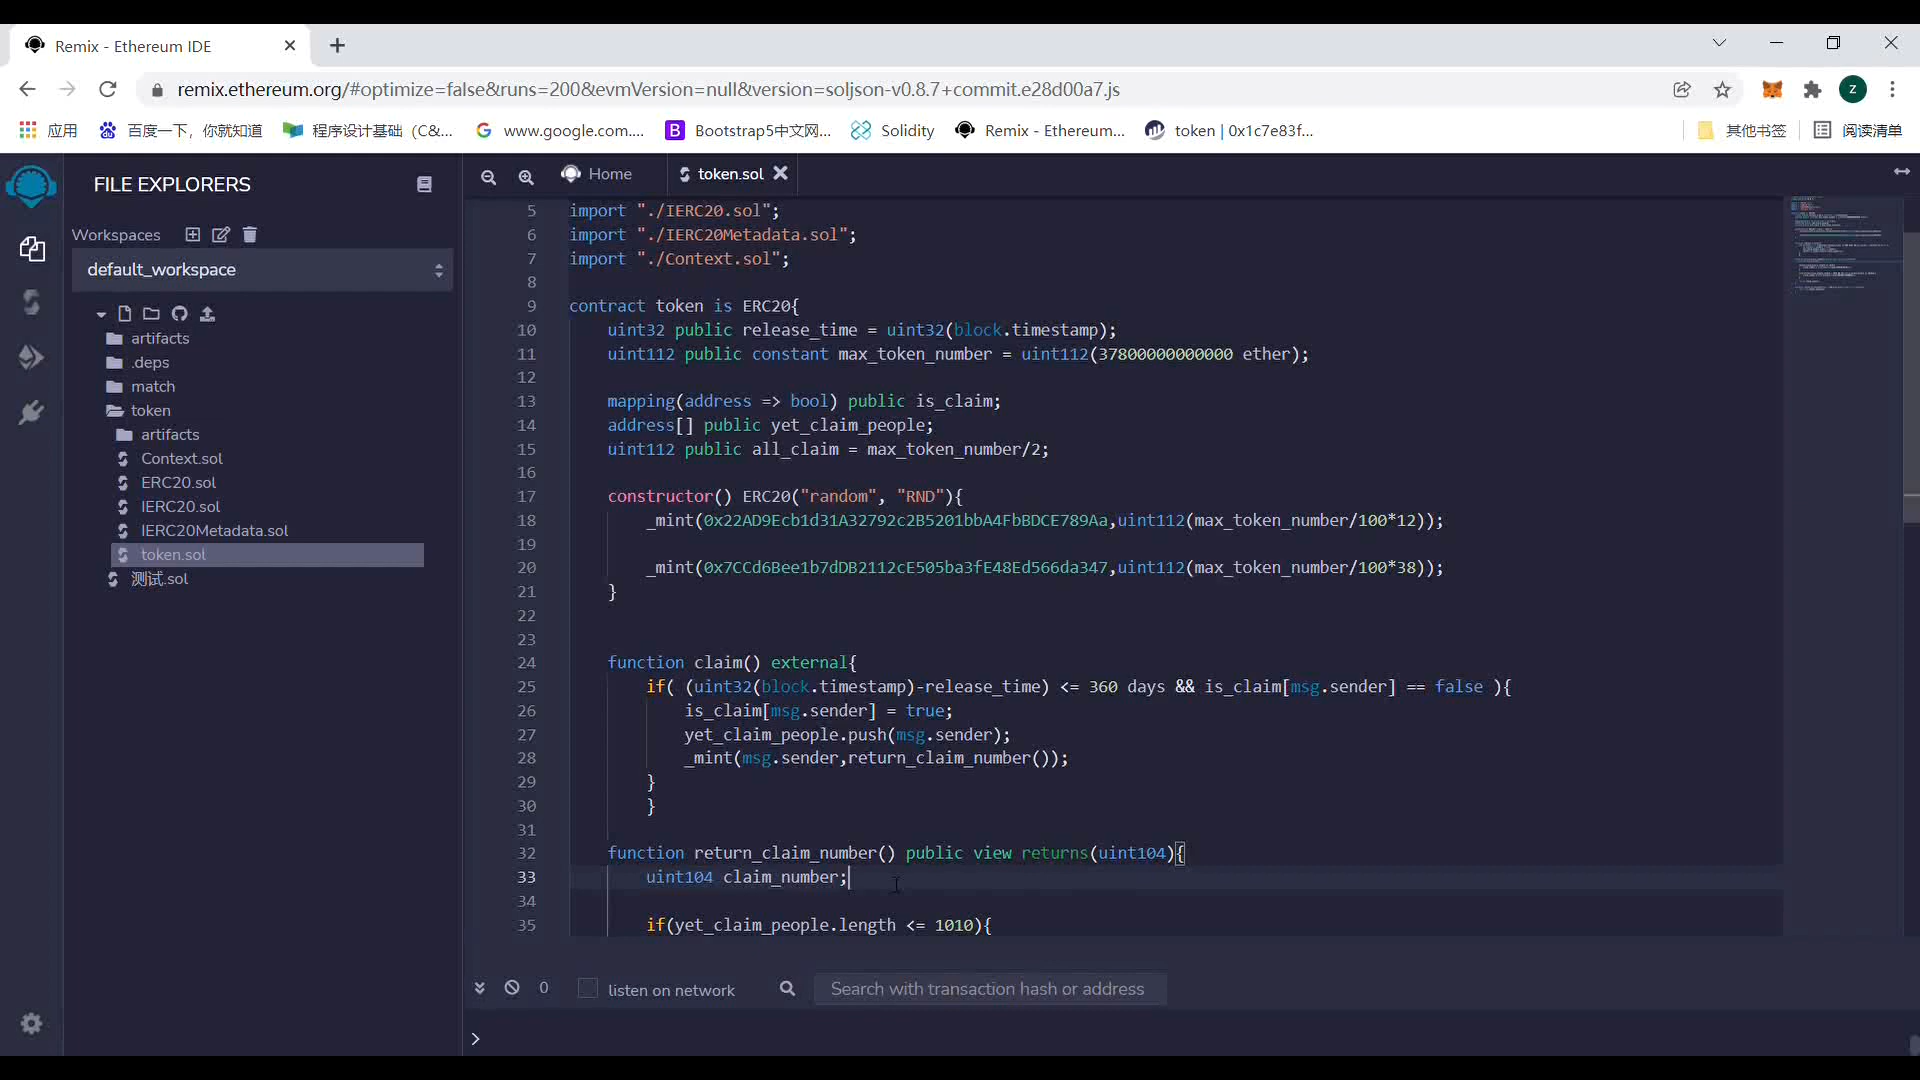 Remix - Ethereum IDE
remix.ethereum.org/#optimize=false&runs=200&evmVersion=null&version=soljson-v0.8.7+commit.e28d00a7.js
Z
应用
百度一下，你就知道
程序设计基础（C&...
www.google.com....
Bootstrap5中文网...
Solidity
Remix - Ethereum...
token | 0x1c7e83f...
其他书签
阅读清单
FILE EXPLORERS
Workspaces
default_workspace
artifacts
.deps
match
token
artifacts
Context.sol
ERC20.sol
IERC20.sol
IERC20Metadata.sol
token.sol
测试.sol
Home
token.sol
5 import "./IERC20.sol";
6 import "./IERC20Metadata.sol";
7 import "./Context.sol";
8
9 contract token is ERC20{
10 uint32 public release_time = uint32(block.timestamp);
11 uint112 public constant max_token_number = uint112(37800000000000 ether);
12
13 mapping(address => bool) public is_claim;
14 address[] public yet_claim_people;
15 uint112 public all_claim = max_token_number/2;
16
17 constructor() ERC20("random", "RND"){
18 _mint(0x22AD9Ecb1d31A32792c2B5201bbA4FbBDCE789Aa,uint112(max_token_number/100*12));
19
20 _mint(0x7CCd6Bee1b7dDB2112cE505ba3fE48Ed566da347,uint112(max_token_number/100*38));
21 }
22
23
24 function claim() external{
25 if( (uint32(block.timestamp)-release_time) <= 360 days && is_claim[msg.sender] == false ){
26 is_claim[msg.sender] = true;
27 yet_claim_people.push(msg.sender);
28 _mint(msg.sender,return_claim_number());
29 }
30 }
31
32 function return_claim_number() public view returns(uint104){
33 uint104 claim_number;
34
35 if(yet_claim_people.length <= 1010){
0
listen on network
Search with transaction hash or address
>